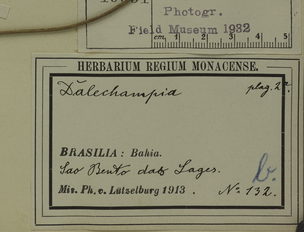 Photogr.
Field Museum 1932
cm 1 2 3 4 5
HERBARIUM REGIUM MONACENSE.
Dalechampia plag. 2a.
BRASILIA: Bahia.
Sao Bento das Lages.
Mis. Ph. v. Lützelburg 1913. No 132.